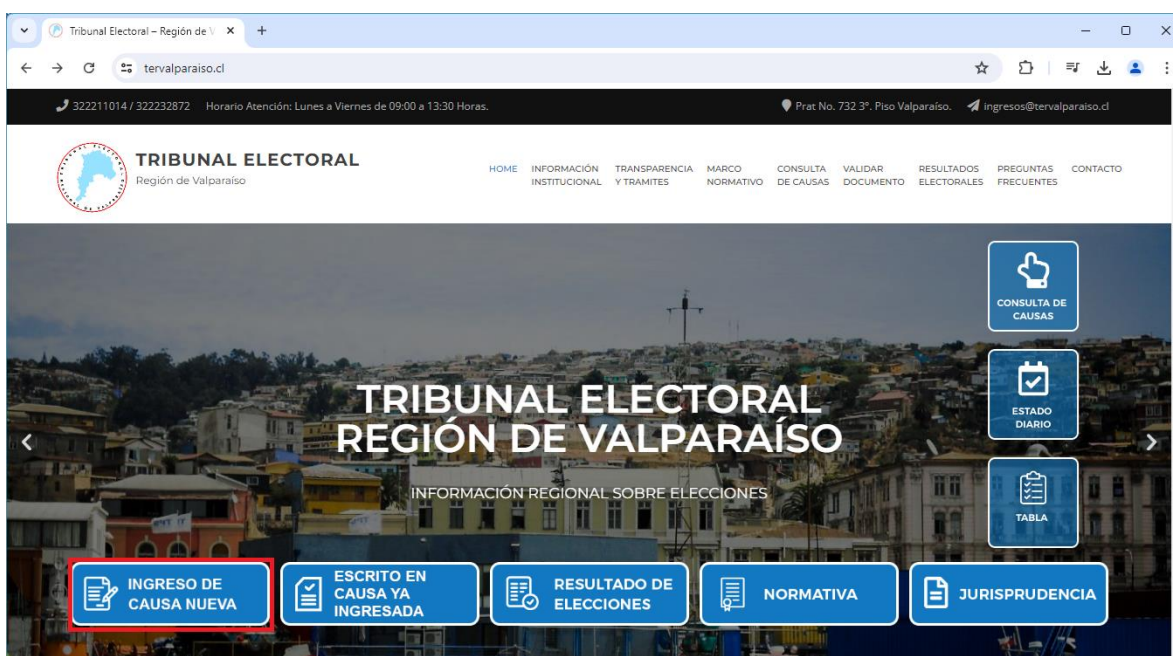 Tribunal Electoral – Región de V
tervalparaiso.cl
322211014 / 322232872 Horario Atención: Lunes a Viernes de 09:00 a 13:30 Horas. Prat No. 732 3°. Piso Valparaíso. ingresos@tervalparaiso.cl
TRIBUNAL ELECTORAL
Región de Valparaíso
HOME
INFORMACIÓN
INSTITUCIONAL
TRANSPARENCIA
Y TRAMITES
MARCO
NORMATIVO
CONSULTA
DE CAUSAS
VALIDAR
DOCUMENTO
RESULTADOS
ELECTORALES
PREGUNTAS
FRECUENTES
CONTACTO
CONSULTA DE
CAUSAS
ESTADO
DIARIO
TABLA
TRIBUNAL ELECTORAL
REGIÓN DE VALPARAÍSO
INFORMACIÓN REGIONAL SOBRE ELECCIONES
INGRESO DE
CAUSA NUEVA
ESCRITO EN
CAUSA YA
INGRESADA
RESULTADO DE
ELECCIONES
NORMATIVA
JURISPRUDENCIA